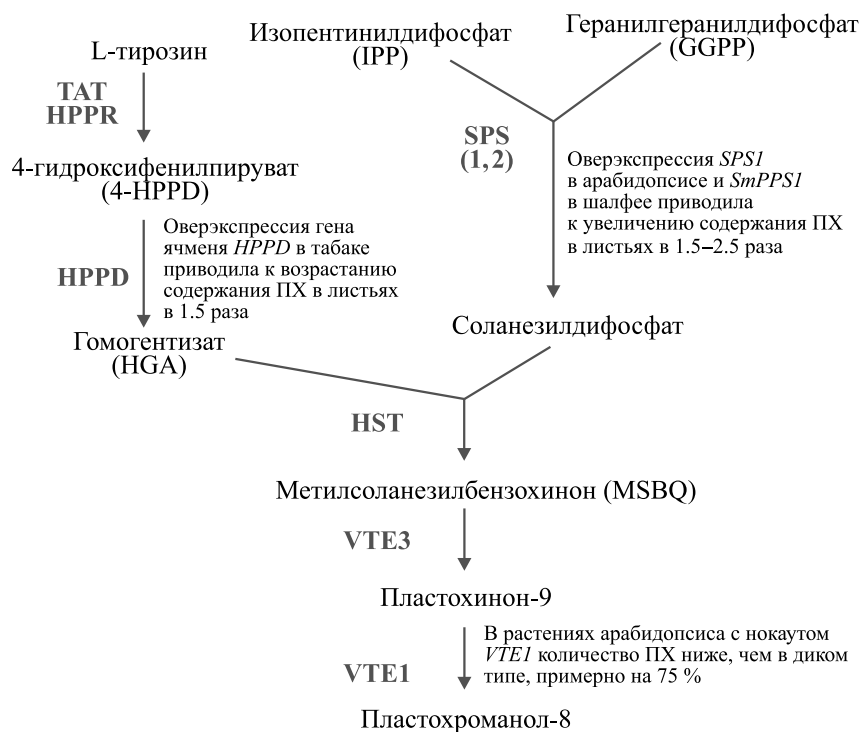 L-тирозин
Изопентинилдифосфат
(IPP)
Геранилгеранилдифосфат
(GGPP)
TAT
HPPR
SPS
(1, 2)
4-гидроксифенилпируват
(4-HPPD)
Оверэкспрессия SPS1
в арабидопсисе и SmPPS1
в шалфее приводила
к увеличению содержания ПХ
в листьях в 1.5–2.5 раза
HPPD
Оверэкспрессия гена
ячменя HPPD в табаке
приводила к возрастанию
содержания ПХ в листьях
в 1.5 раза
Гомогентизат
(HGA)
Соланезилдифосфат
HST
Метилсоланезилбензохинон (MSBQ)
VTE3
Пластохинон-9
VTE1
В растениях арабидопсиса с нокаутом
VTE1 количество ПХ ниже, чем в диком
типе, примерно на 75 %
Пластохроманол-8